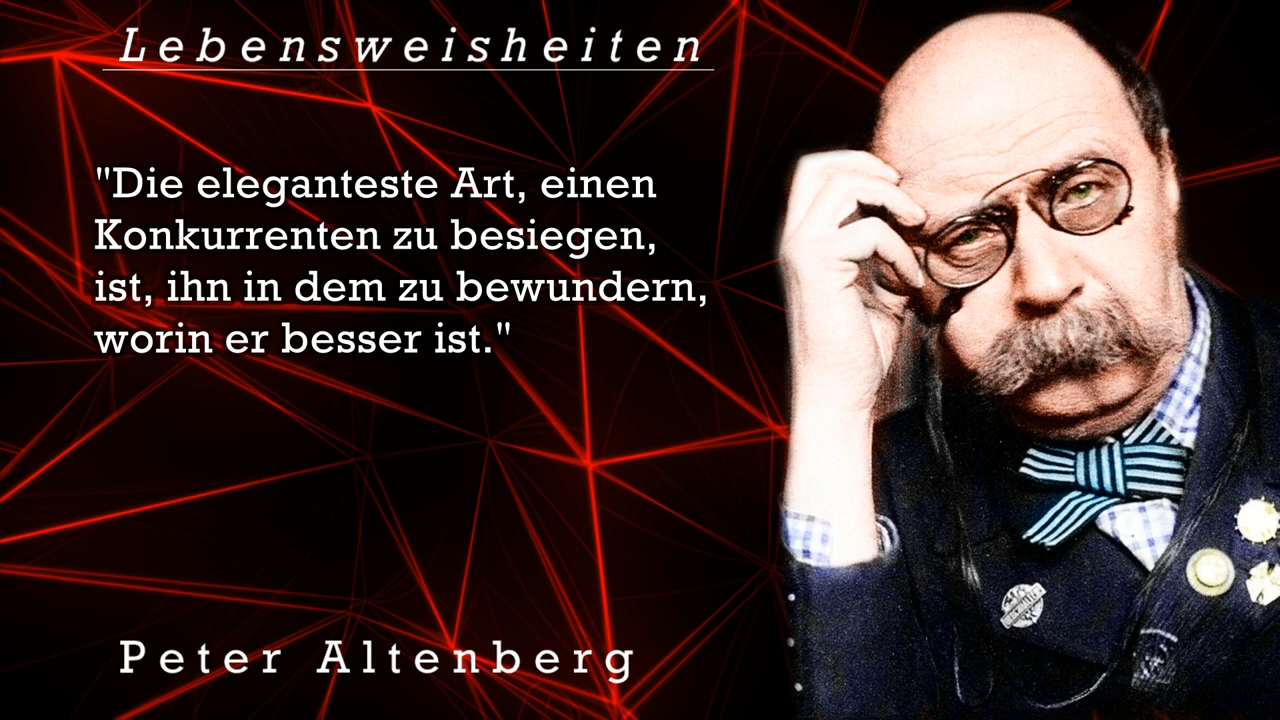 Lebensweisheiten
"Die eleganteste Art, einen
Konkurrenten zu besiegen,
ist, ihn in dem zu bewundern,
worin er besser ist."
Peter Altenberg